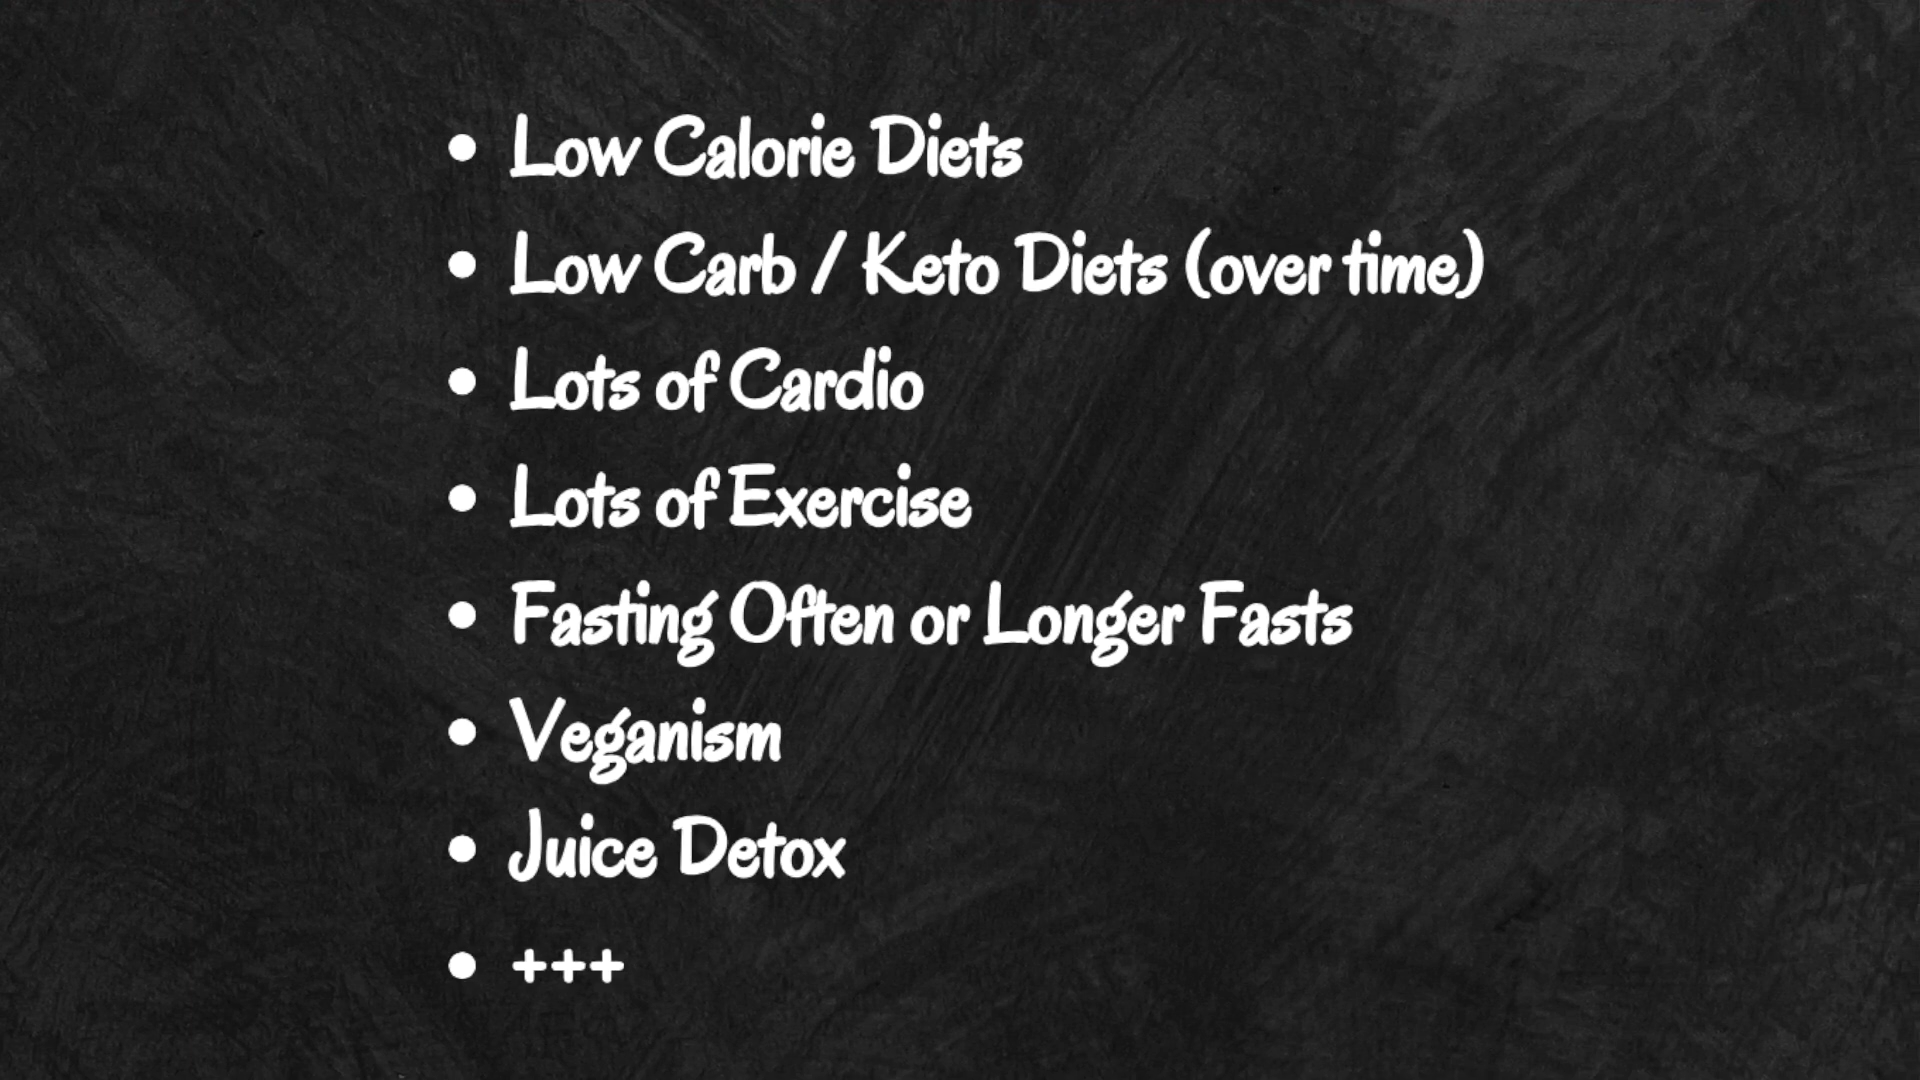 • Low Calorie Diets
• Low Carb / Keto Diets (over time)
• Lots of Cardio
• Lots of Exercise
• Fasting Often or Longer Fasts
• Veganism
• Juice Detox
• +++